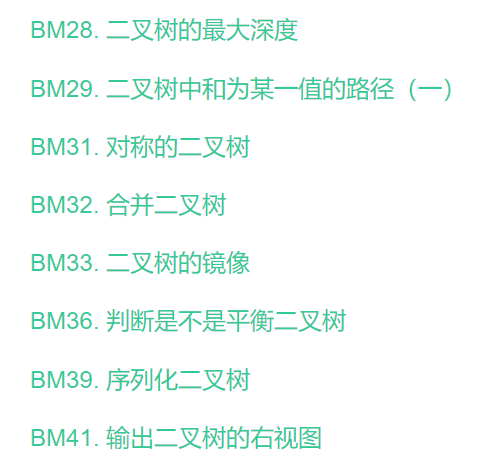 BM28. 二叉树的最大深度
BM29. 二叉树中和为某一值的路径（一）
BM31. 对称的二叉树
BM32. 合并二叉树
BM33. 二叉树的镜像
BM36. 判断是不是平衡二叉树
BM39. 序列化二叉树
BM41. 输出二叉树的右视图